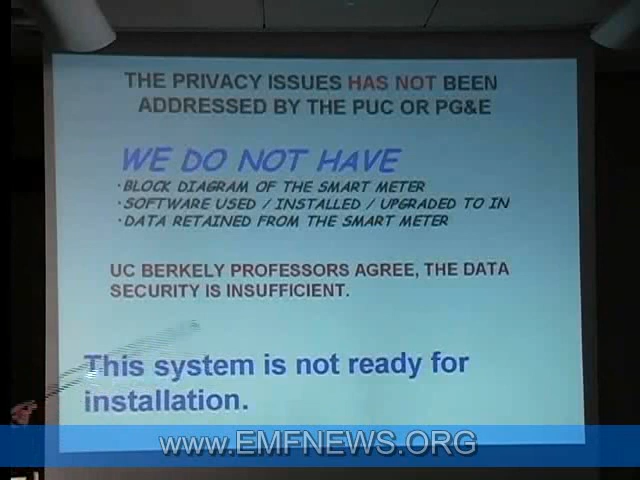 THE PRIVACY ISSUES HAS NOT BEEN
ADDRESSED BY THE PUC OR PG&E
WE DO NOT HAVE
· BLOCK DIAGRAM OF THE SMART METER
· SOFTWARE USED / INSTALLED / UPGRADED TO IN
· DATA RETAINED FROM THE SMART METER
UC BERKELY PROFESSORS AGREE, THE DATA
SECURITY IS INSUFFICIENT.
This system is not ready for
installation.
www.EMFNEWS.ORG